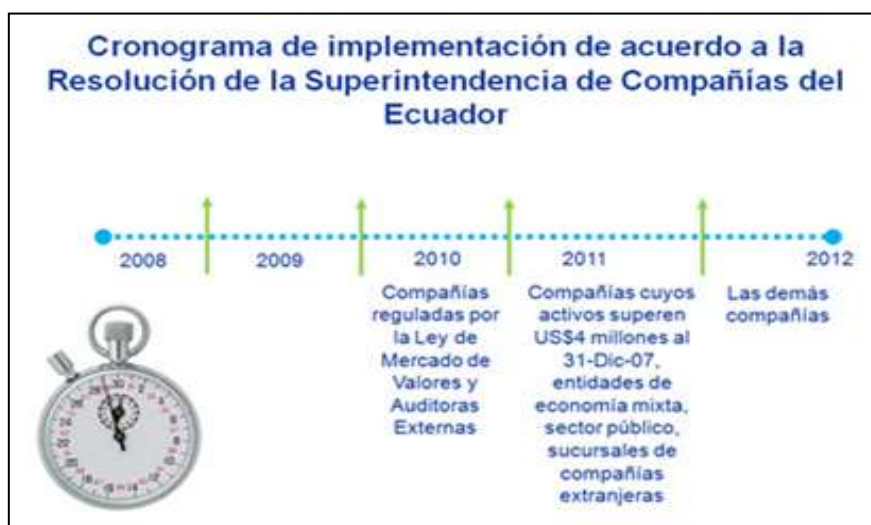 Cronograma de implementación de acuerdo a la
Resolución de la Superintendencia de Compañías del
Ecuador
2008
2009
2010
2011
2012
Compañías
reguladas por
la Ley de
Mercado de
Valores y
Auditoras
Externas
Compañías cuyos
activos superen
US$4 millones al
31-Dic-07,
entidades de
economía mixta,
sector público,
sucursales de
compañías
extranjeras
Las demás
compañías